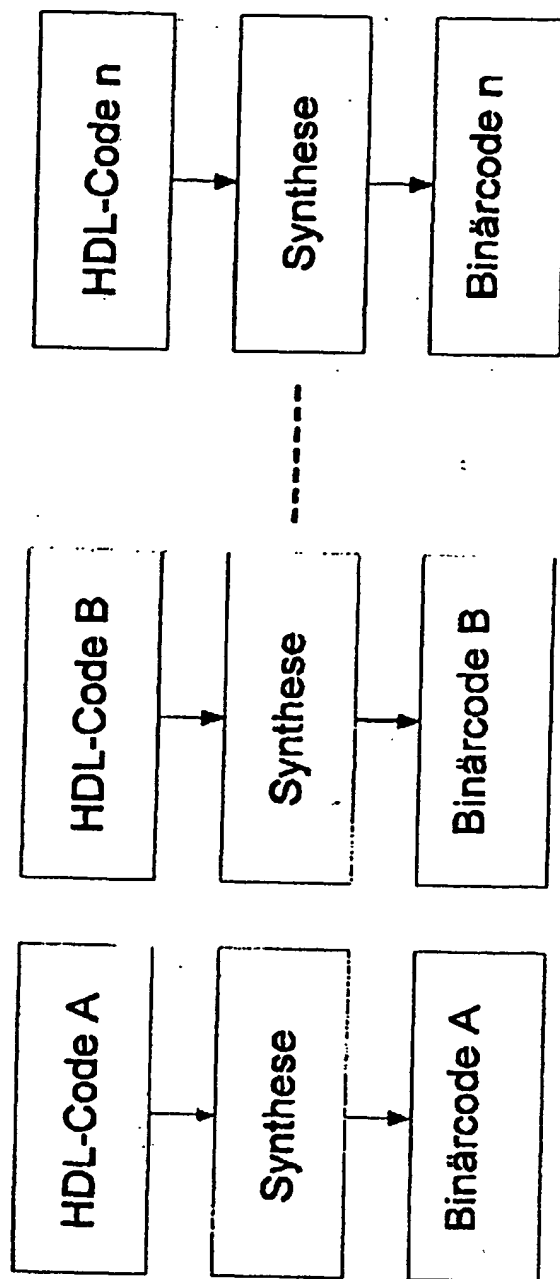 HDL-Code A
Synthese
Binärcode A
HDL-Code B
Synthese
Binärcode B
HDL-Code n
Synthese
Binärcode n